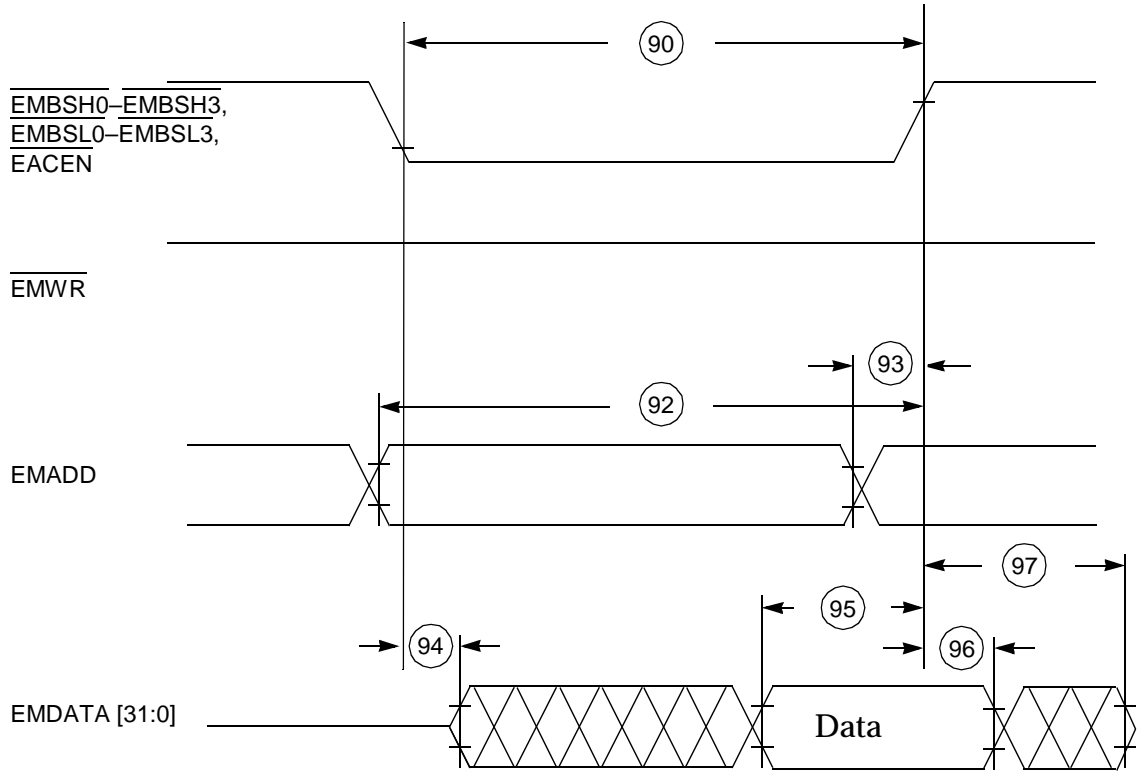 90
EMBSH0–EMBSH3,
EMBSL0–EMBSL3,
EACEN
EMWR
93
92
EMADD
97
95
94
96
EMDATA [31:0]
Data